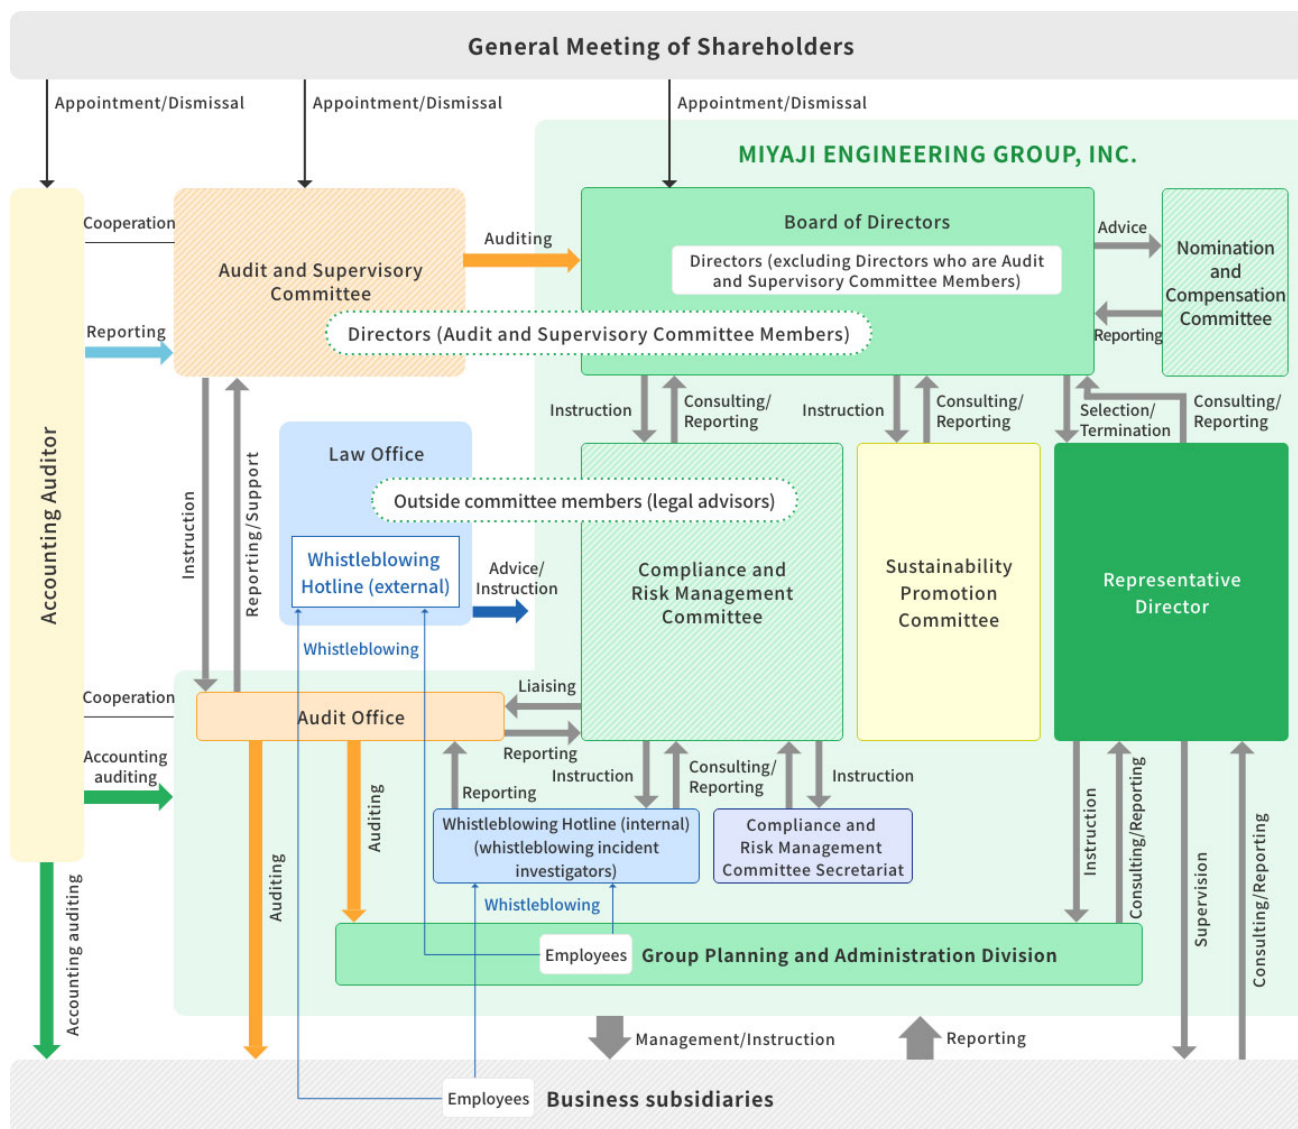 General Meeting of Shareholders
Appointment/Dismissal
Appointment/Dismissal
Appointment/Dismissal
MIYAJI ENGINEERING GROUP, INC.
Accounting Auditor
Cooperation
Reporting
Audit and Supervisory
Committee
Auditing
Board of Directors
Directors (excluding Directors who are Audit
and Supervisory Committee Members)
Directors (Audit and Supervisory Committee Members)
Advice
Reporting
Nomination
and
Compensation
Committee
Instruction
Consulting/
Reporting
Instruction
Consulting/
Reporting
Selection/
Termination
Consulting/
Reporting
Instruction
Reporting/Support
Law Office
Outside committee members (legal advisors)
Whistleblowing
Hotline (external)
Advice/
Instruction
Whistleblowing
Compliance and
Risk Management
Committee
Sustainability
Promotion
Committee
Representative
Director
Cooperation
Accounting
auditing
Audit Office
Liaising
Reporting
Reporting
Instruction
Consulting/
Reporting
Instruction
Whistleblowing Hotline (internal)
(whistleblowing incident
investigators)
Compliance and
Risk Management
Committee Secretariat
Whistleblowing
Auditing
Auditing
Accounting auditing
Instruction
Consulting/Reporting
Supervision
Consulting/Reporting
Employees
Group Planning and Administration Division
Management/Instruction
Reporting
Employees
Business subsidiaries